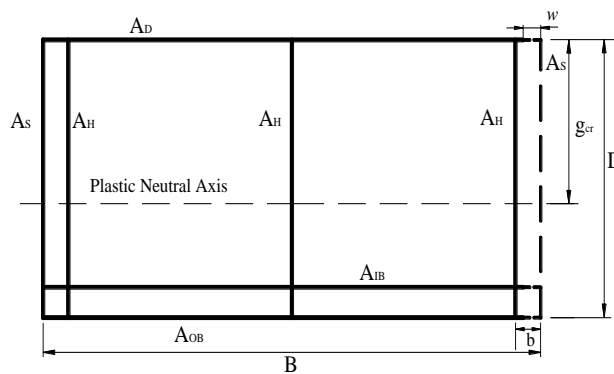 A_D
w
A_S
A_S
A_H
A_H
A_H
g_cr
D
Plastic Neutral Axis
A_IB
A_OB
b
B